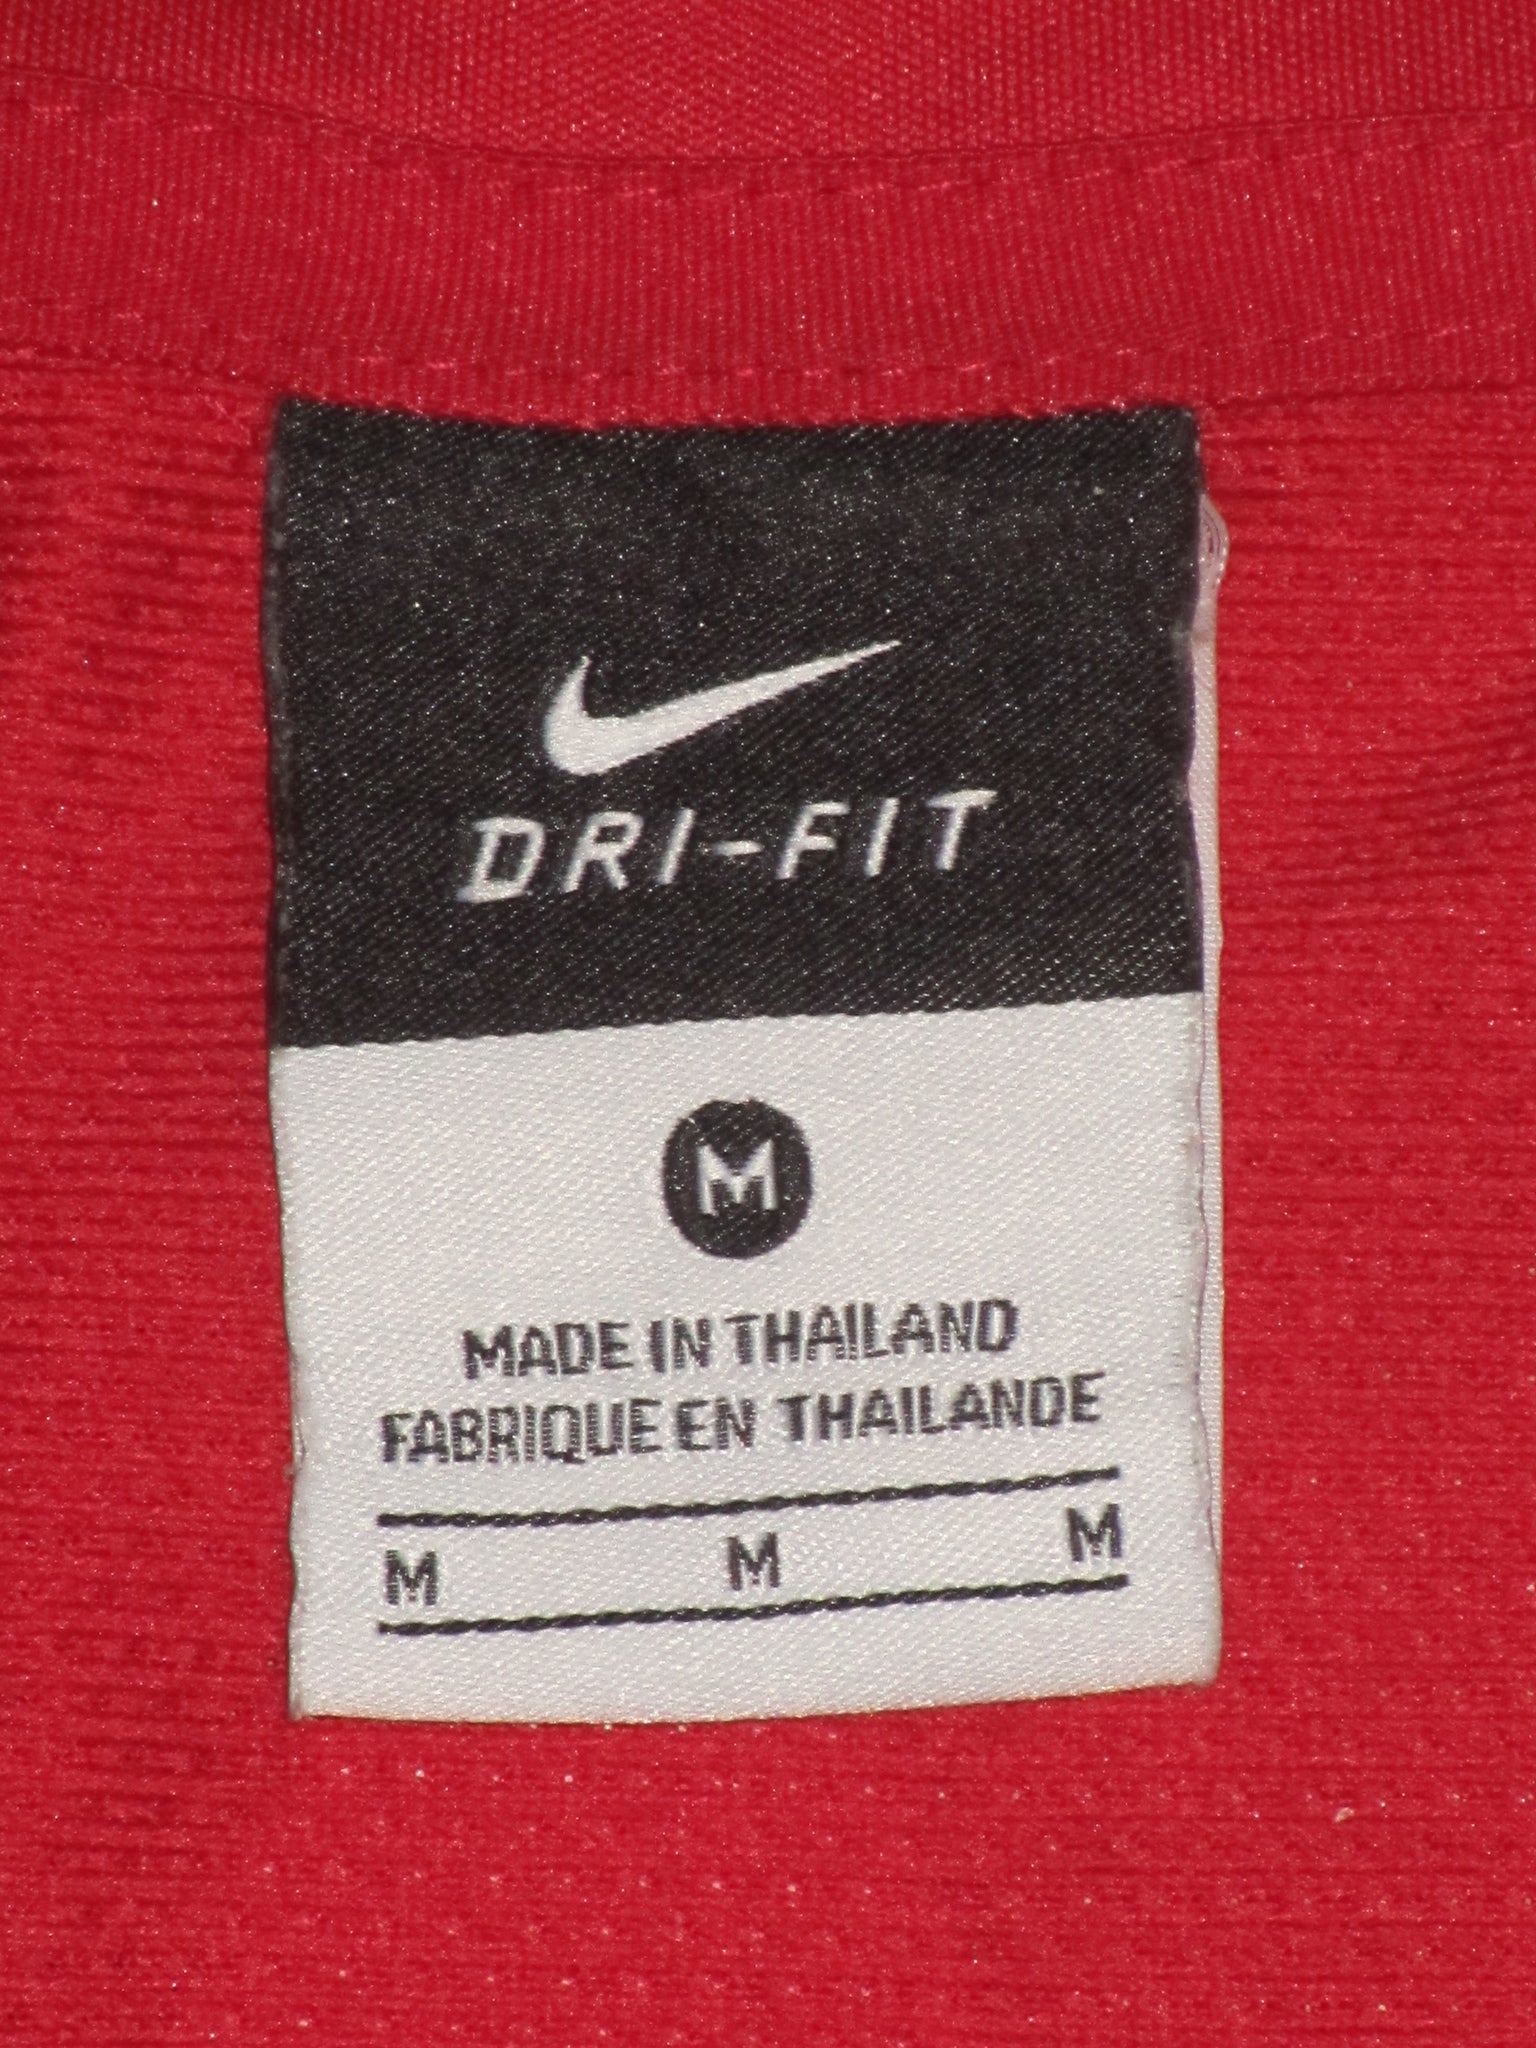 DRI-FIT
M
MADE IN THAILAND
FABRIQUE EN THAILANDE
M M M